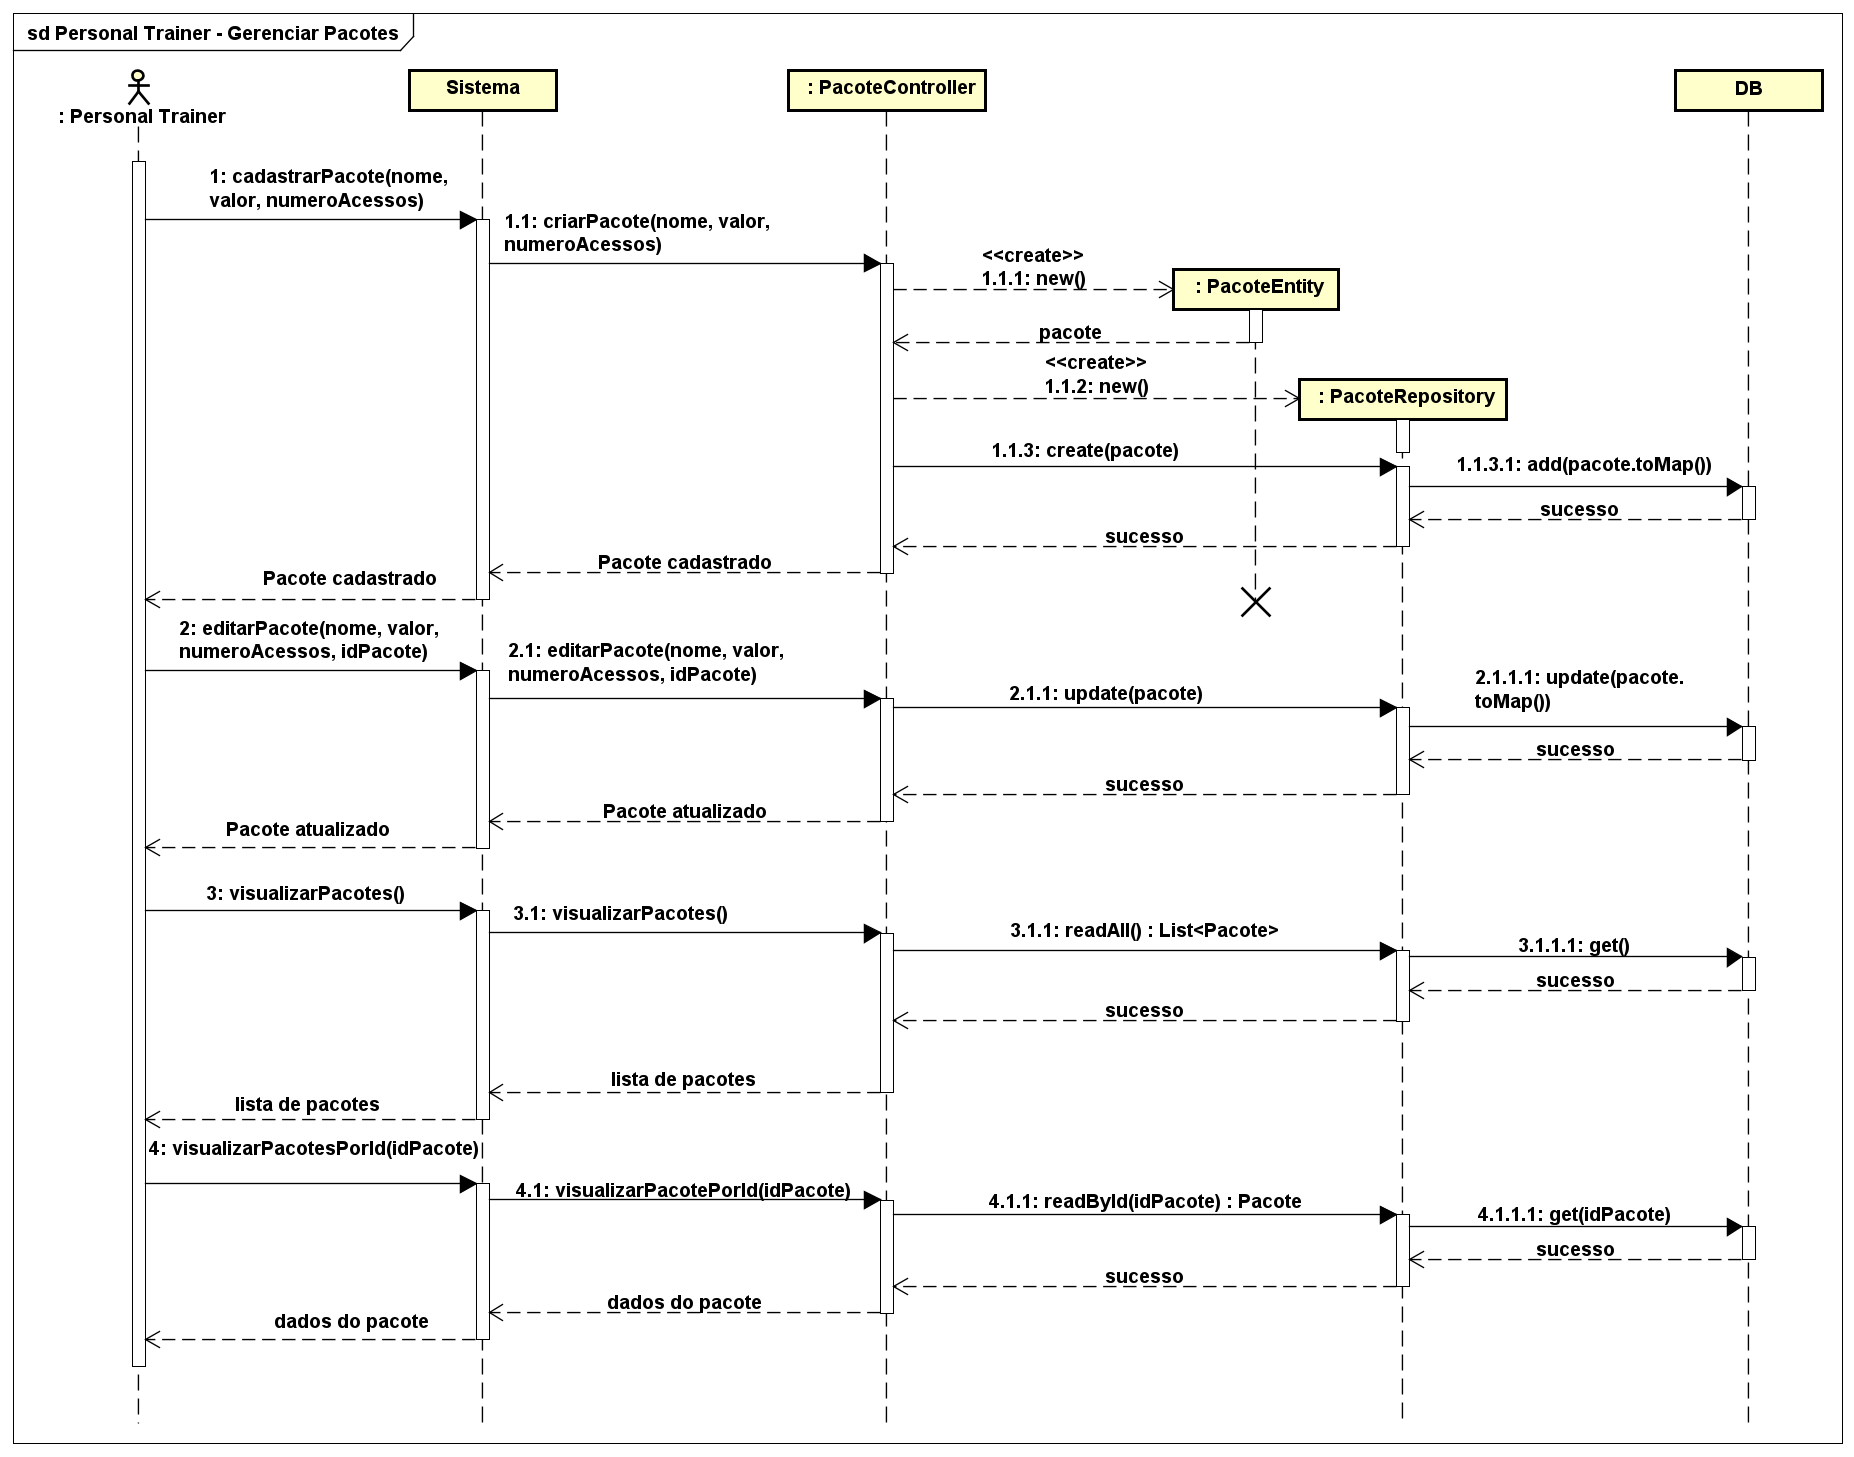 sd Personal Trainer - Gerenciar Pacotes
: Personal Trainer
Sistema
: PacoteController
DB
1: cadastrarPacote(nome,
valor, numeroAcessos)
1.1: criarPacote(nome, valor,
numeroAcessos)
<<create>>
1.1.1: new()
: PacoteEntity
pacote
<<create>>
1.1.2: new()
: PacoteRepository
1.1.3: create(pacote)
1.1.3.1: add(pacote.toMap())
sucesso
sucesso
Pacote cadastrado
Pacote cadastrado
2: editarPacote(nome, valor,
numeroAcessos, idPacote)
2.1: editarPacote(nome, valor,
numeroAcessos, idPacote)
2.1.1: update(pacote)
2.1.1.1: update(pacote.
toMap())
sucesso
sucesso
Pacote atualizado
Pacote atualizado
3: visualizarPacotes()
3.1: visualizarPacotes()
3.1.1: readAll() : List<Pacote>
3.1.1.1: get()
sucesso
sucesso
lista de pacotes
lista de pacotes
4: visualizarPacotesPorId(idPacote)
4.1: visualizarPacotePorId(idPacote)
4.1.1: readById(idPacote) : Pacote
4.1.1.1: get(idPacote)
sucesso
sucesso
dados do pacote
dados do pacote